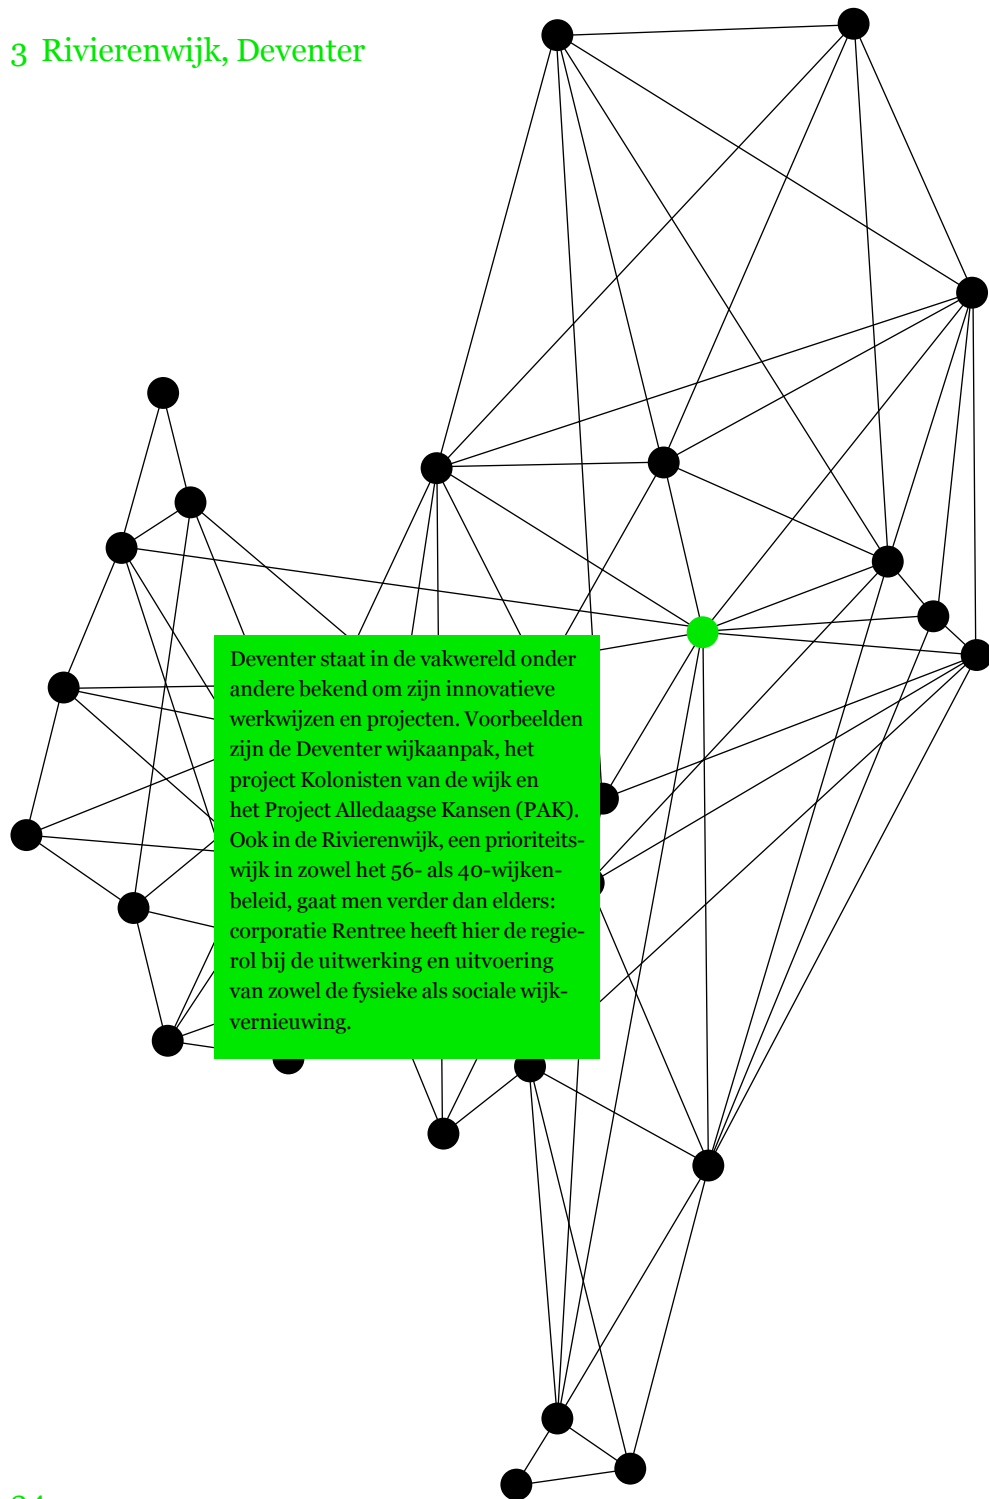 3 Rivierenwijk, Deventer
Deventer staat in de vakwereld onder
andere bekend om zijn innovatieve
werkwijzen en projecten. Voorbeelden
zijn de Deventer wijkaanpak, het
project Kolonisten van de wijk en
het Project Alledaagse Kansen (PAK).
Ook in de Rivierenwijk, een prioriteits-
wijk in zowel het 56- als 40-wijken-
beleid, gaat men verder dan elders:
corporatie Rentree heeft hier de regie-
rol bij de uitwerking en uitvoering
van zowel de fysieke als sociale wijk-
vernieuwing.